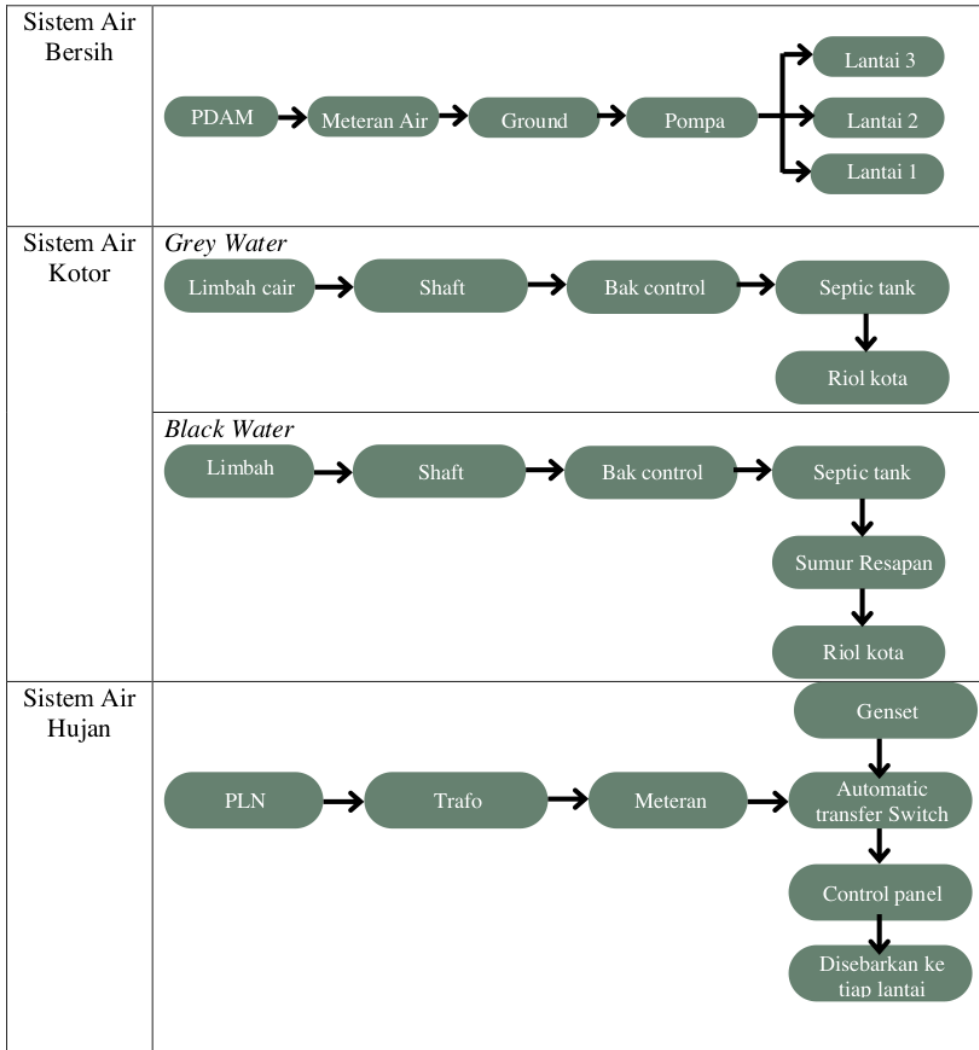 Sistem Air
Bersih
Lantai 3
PDAM
Meteran Air
Ground
Pompa
Lantai 2
Lantai 1
Sistem Air
Kotor
Grey Water
Limbah cair
Shaft
Bak control
Septic tank
Riol kota
Black Water
Limbah
Shaft
Bak control
Septic tank
Sumur Resapan
Riol kota
Sistem Air
Hujan
Genset
PLN
Trafo
Meteran
Automatic
transfer Switch
Control panel
Disebarkan ke
tiap lantai